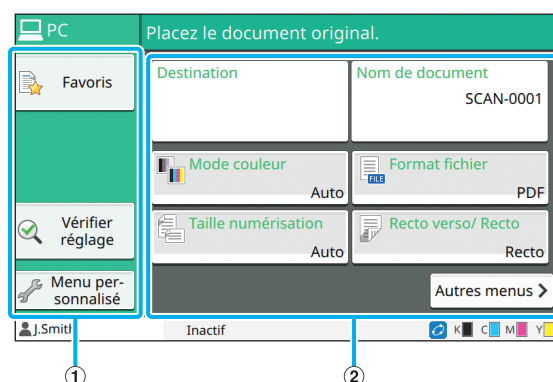 PC
Placez le document original.
Favoris
Vérifier
réglage
Menu per-
sonnalisé
Destination
Nom de document
SCAN-0001
Mode couleur
Auto
Format fichier
FILE
PDF
Taille numérisation
Auto
Recto verso/ Recto
Recto
Autres menus
J.Smith
Inactif
K C M Y
1
2